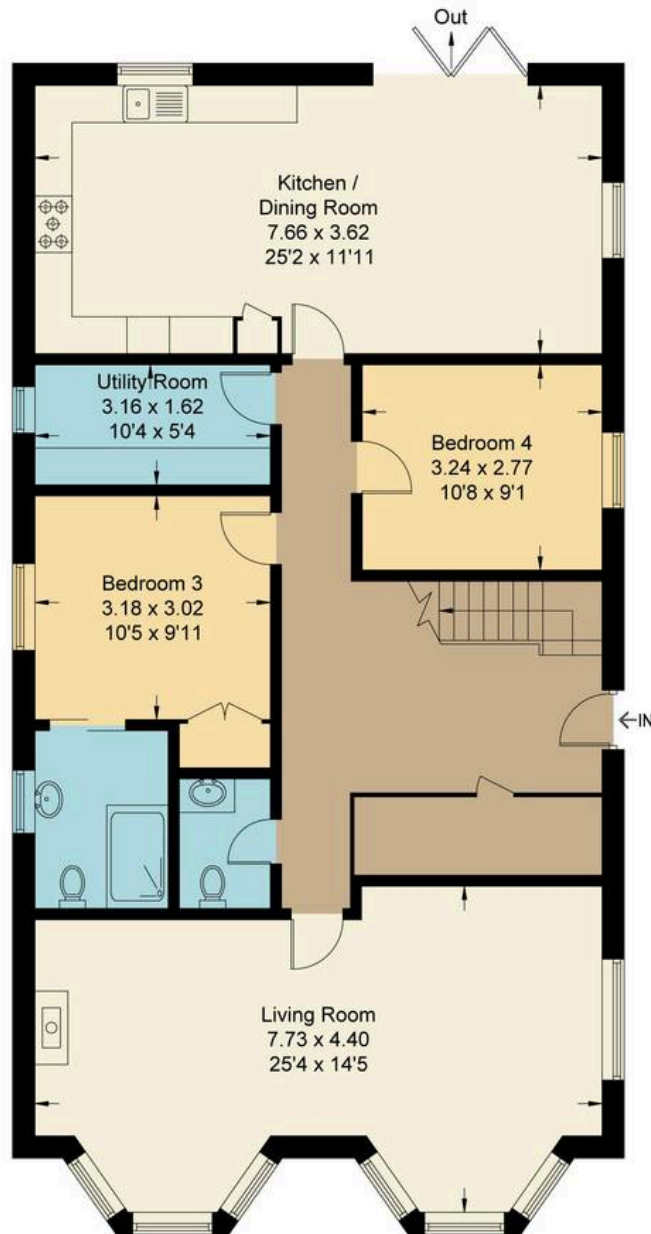 Out
Kitchen /
Dining Room
7.66 x 3.62
25'2 x 11'11
Utility Room
3.16 x 1.62
10'4 x 5'4
Bedroom 4
3.24 x 2.77
10'8 x 9'1
Bedroom 3
3.18 x 3.02
10'5 x 9'11
IN
Living Room
7.73 x 4.40
25'4 x 14'5